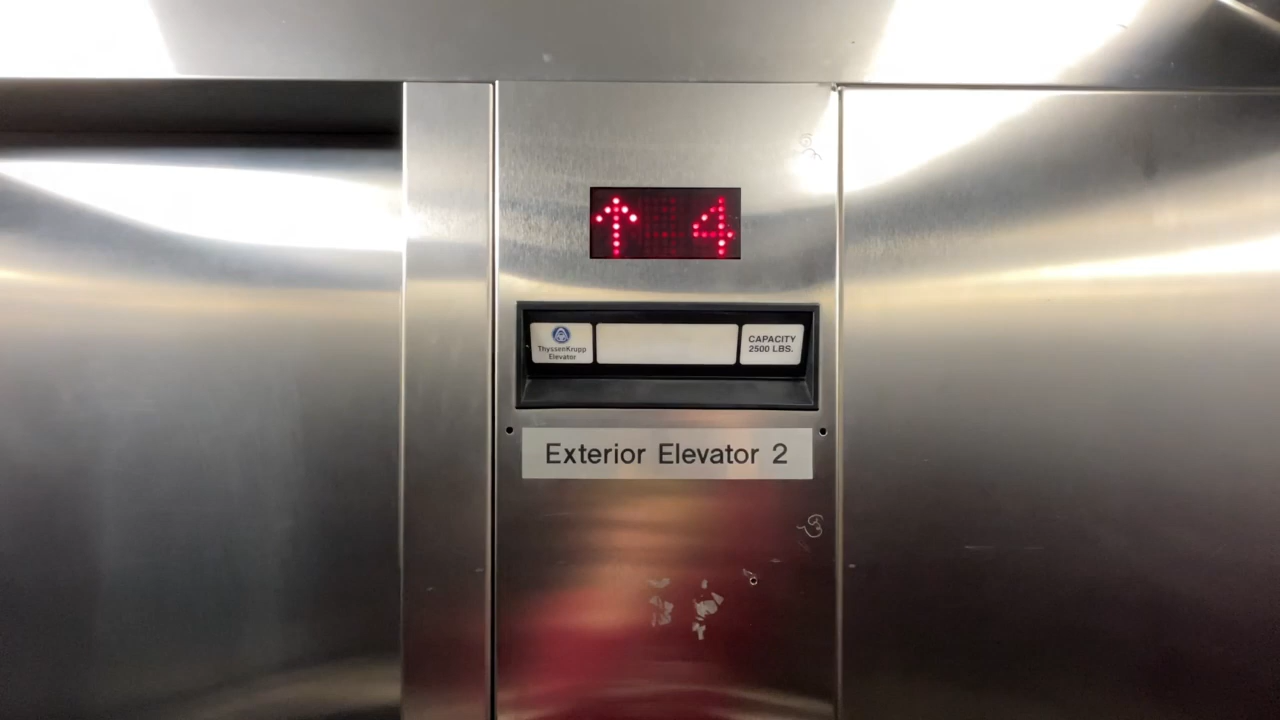 ↑ 4
ThyssenKrupp
Elevator
CAPACITY
2500 LBS.
Exterior Elevator 2